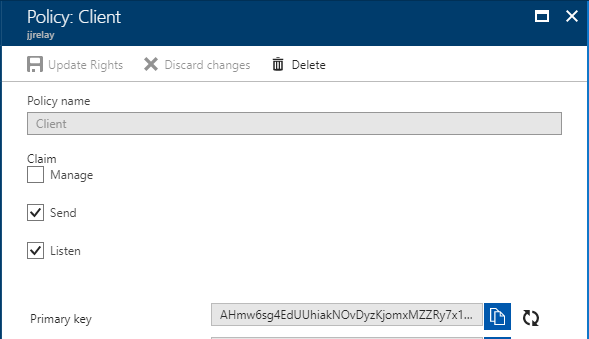 Policy: Client
jjrelay
Update Rights Discard changes Delete
Policy name
Client
Claim
Manage
Send
Listen
Primary key AHmw6sg4EdUUhiakNOvDyzKjomxMZZRy7x1...